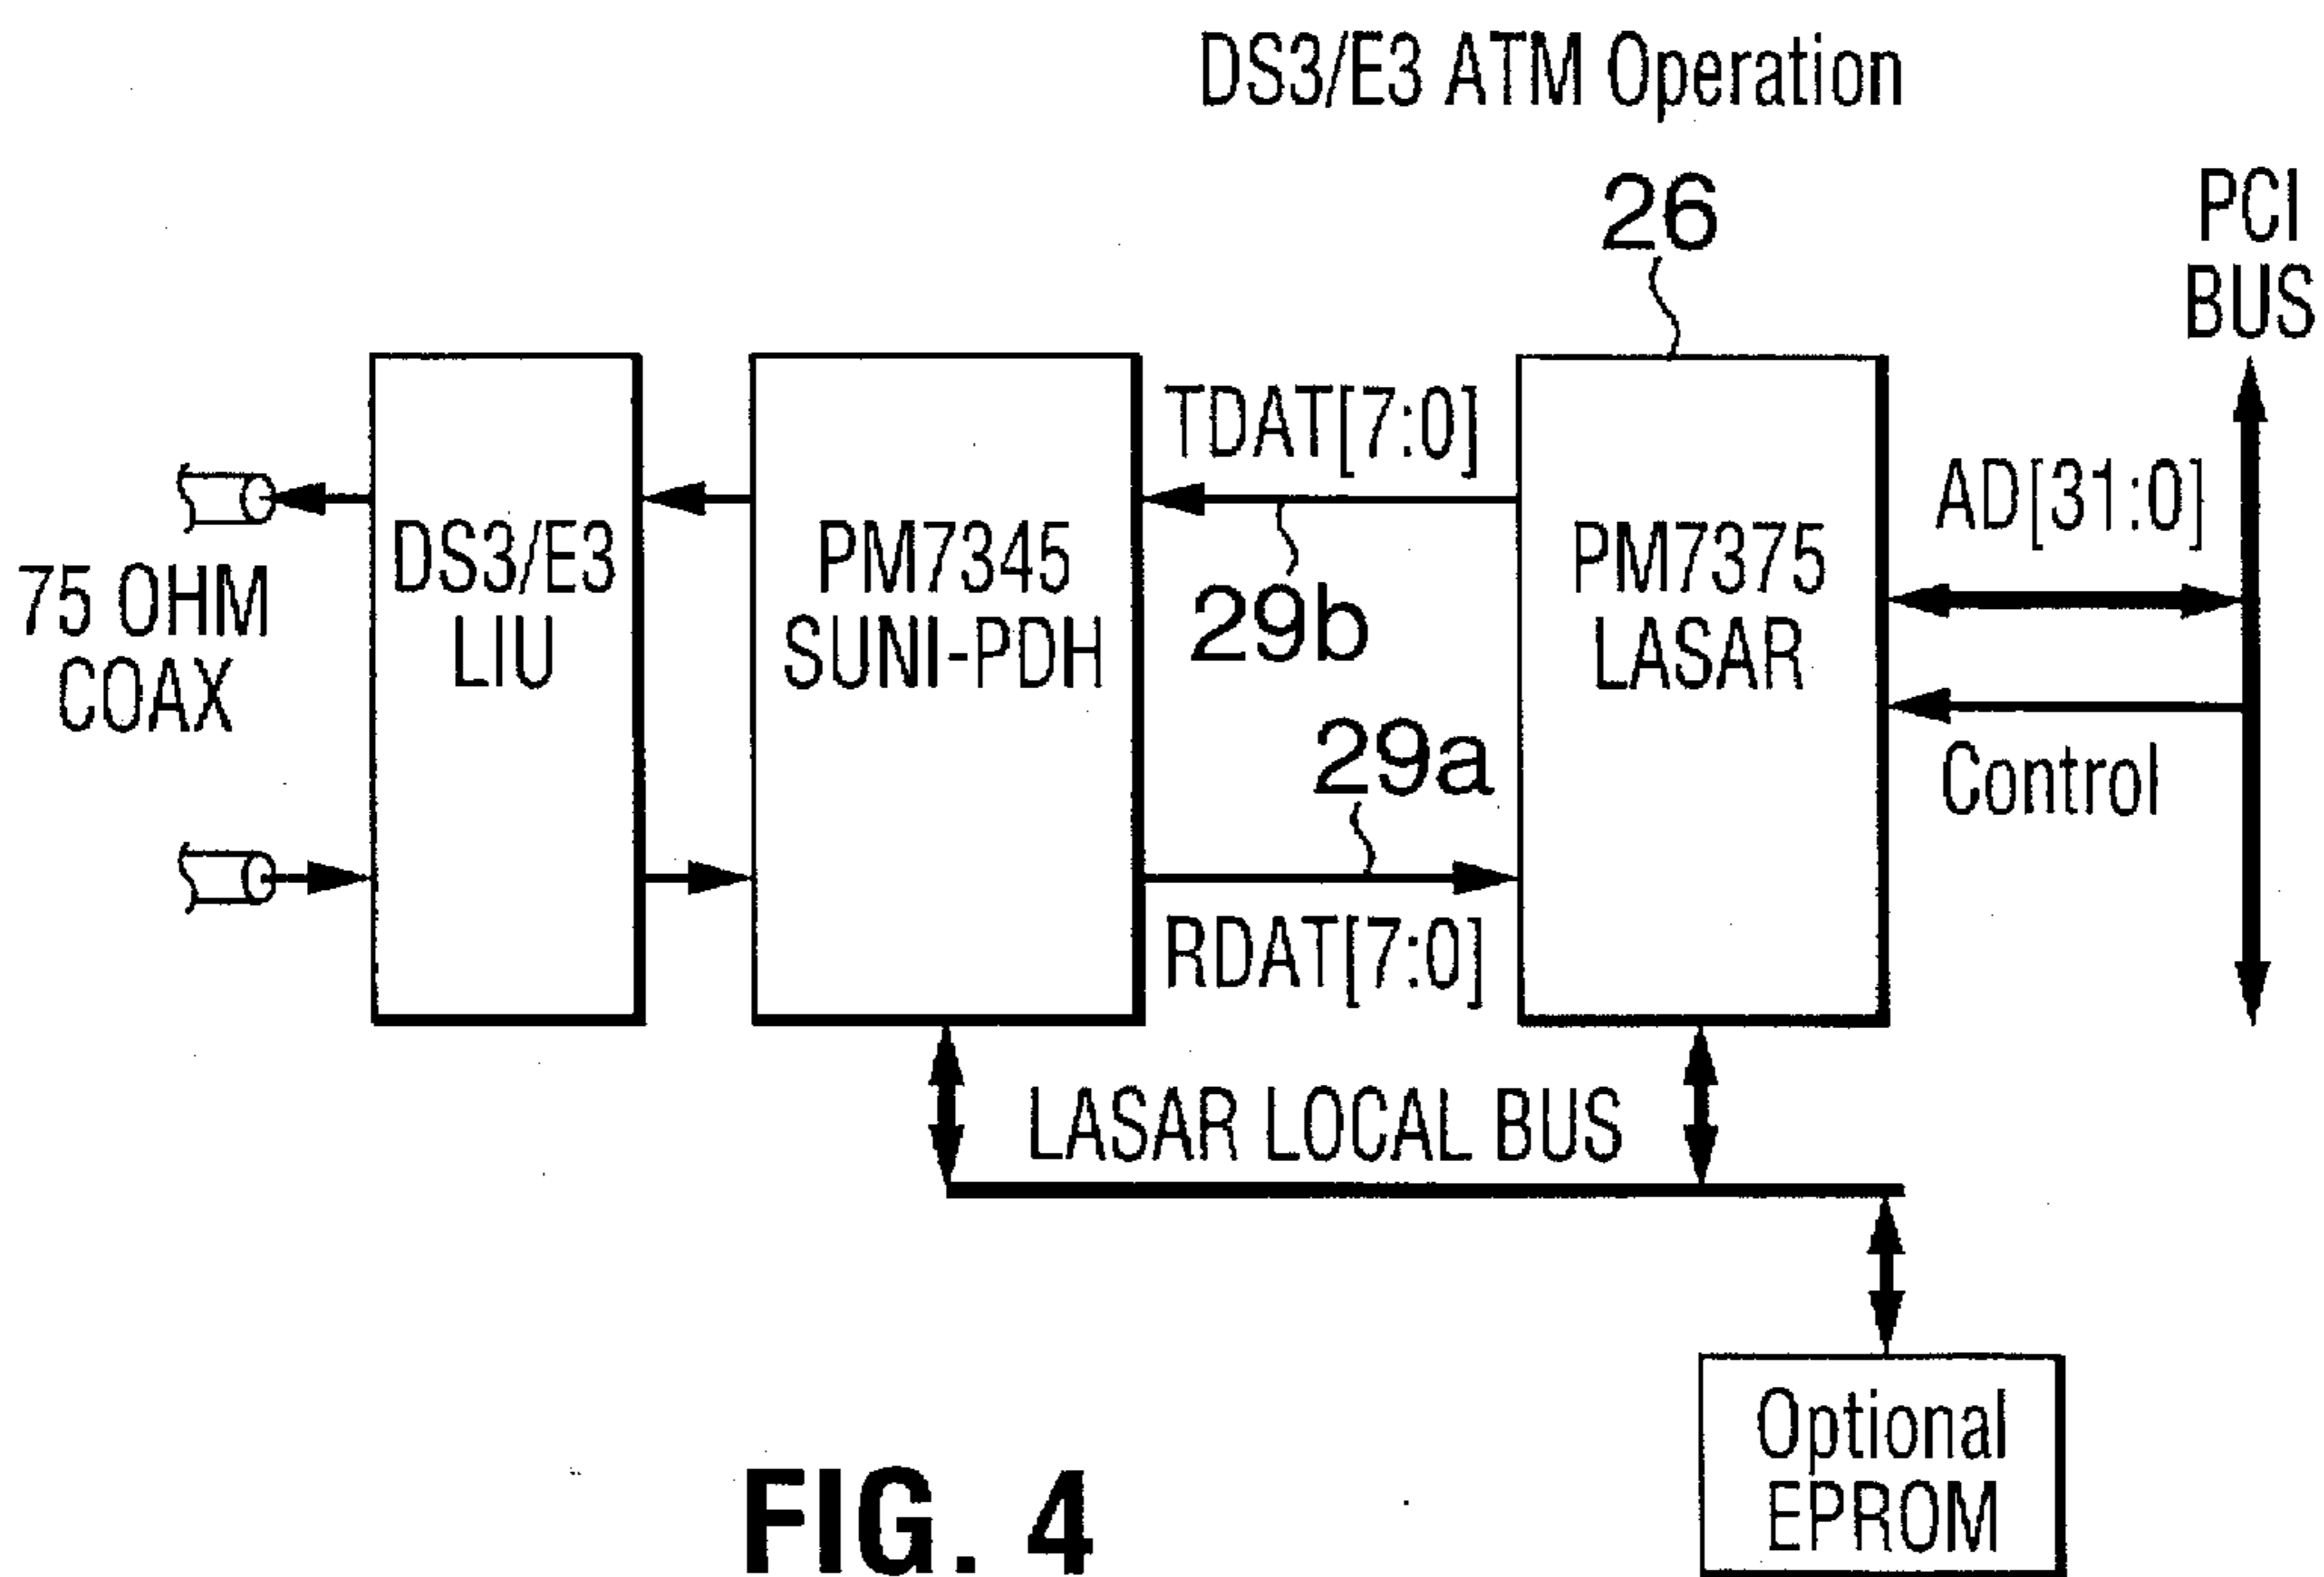 DS3/E3 ATM Operation
26
PCI
BUS
TDAT[7:0]
AD[31:0]
75 OHM
COAX
DS3/E3
LIU
PM7345
SUNI-PDH
29b
PM7375
LASAR
29a
Control
RDAT[7:0]
LASAR LOCAL BUS
Optional
EPROM
FIG. 4